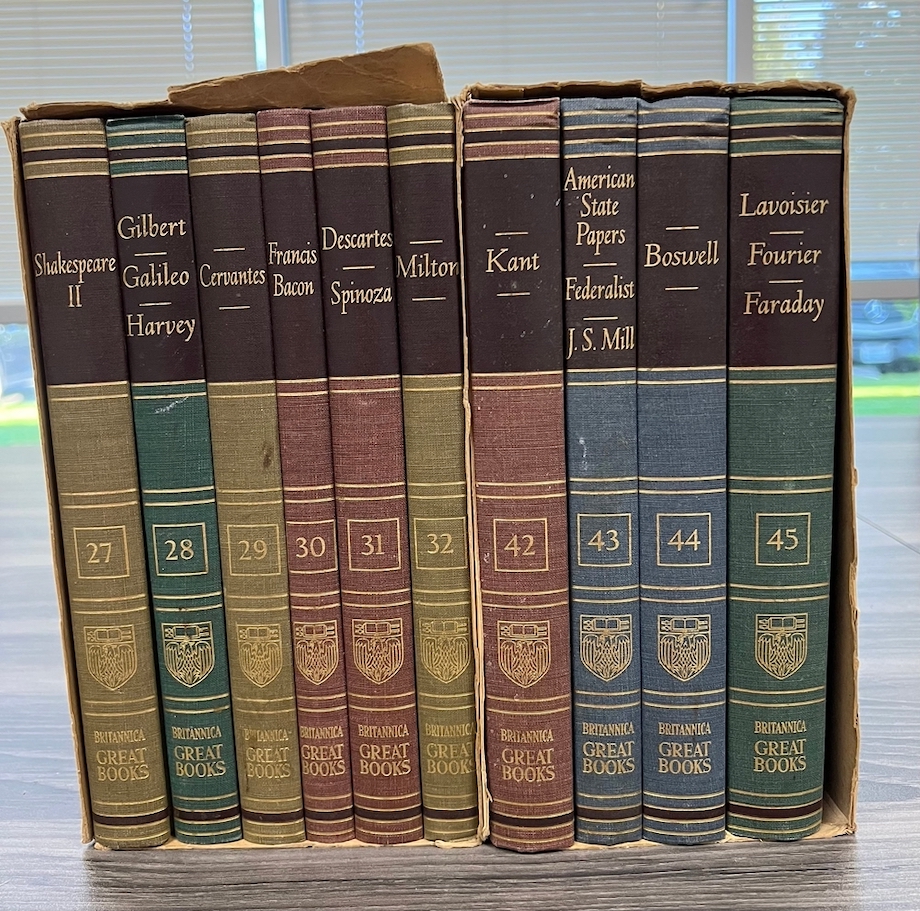 Shakespeare
II
27
BRITANNICA
GREAT
BOOKS
Gilbert
Galileo
Harvey
28
BRITANNICA
GREAT
BOOKS
Cervantes
29
BRITANNICA
GREAT
BOOKS
Francis
Bacon
30
BRITANNICA
GREAT
BOOKS
Descartes
Spinoza
31
BRITANNICA
GREAT
BOOKS
Milton
32
BRITANNICA
GREAT
BOOKS
Kant
42
BRITANNICA
GREAT
BOOKS
American
State
Papers
Federalist
J. S. Mill
43
BRITANNICA
GREAT
BOOKS
Boswell
44
BRITANNICA
GREAT
BOOKS
Lavoisier
Fourier
Faraday
45
BRITANNICA
GREAT
BOOKS